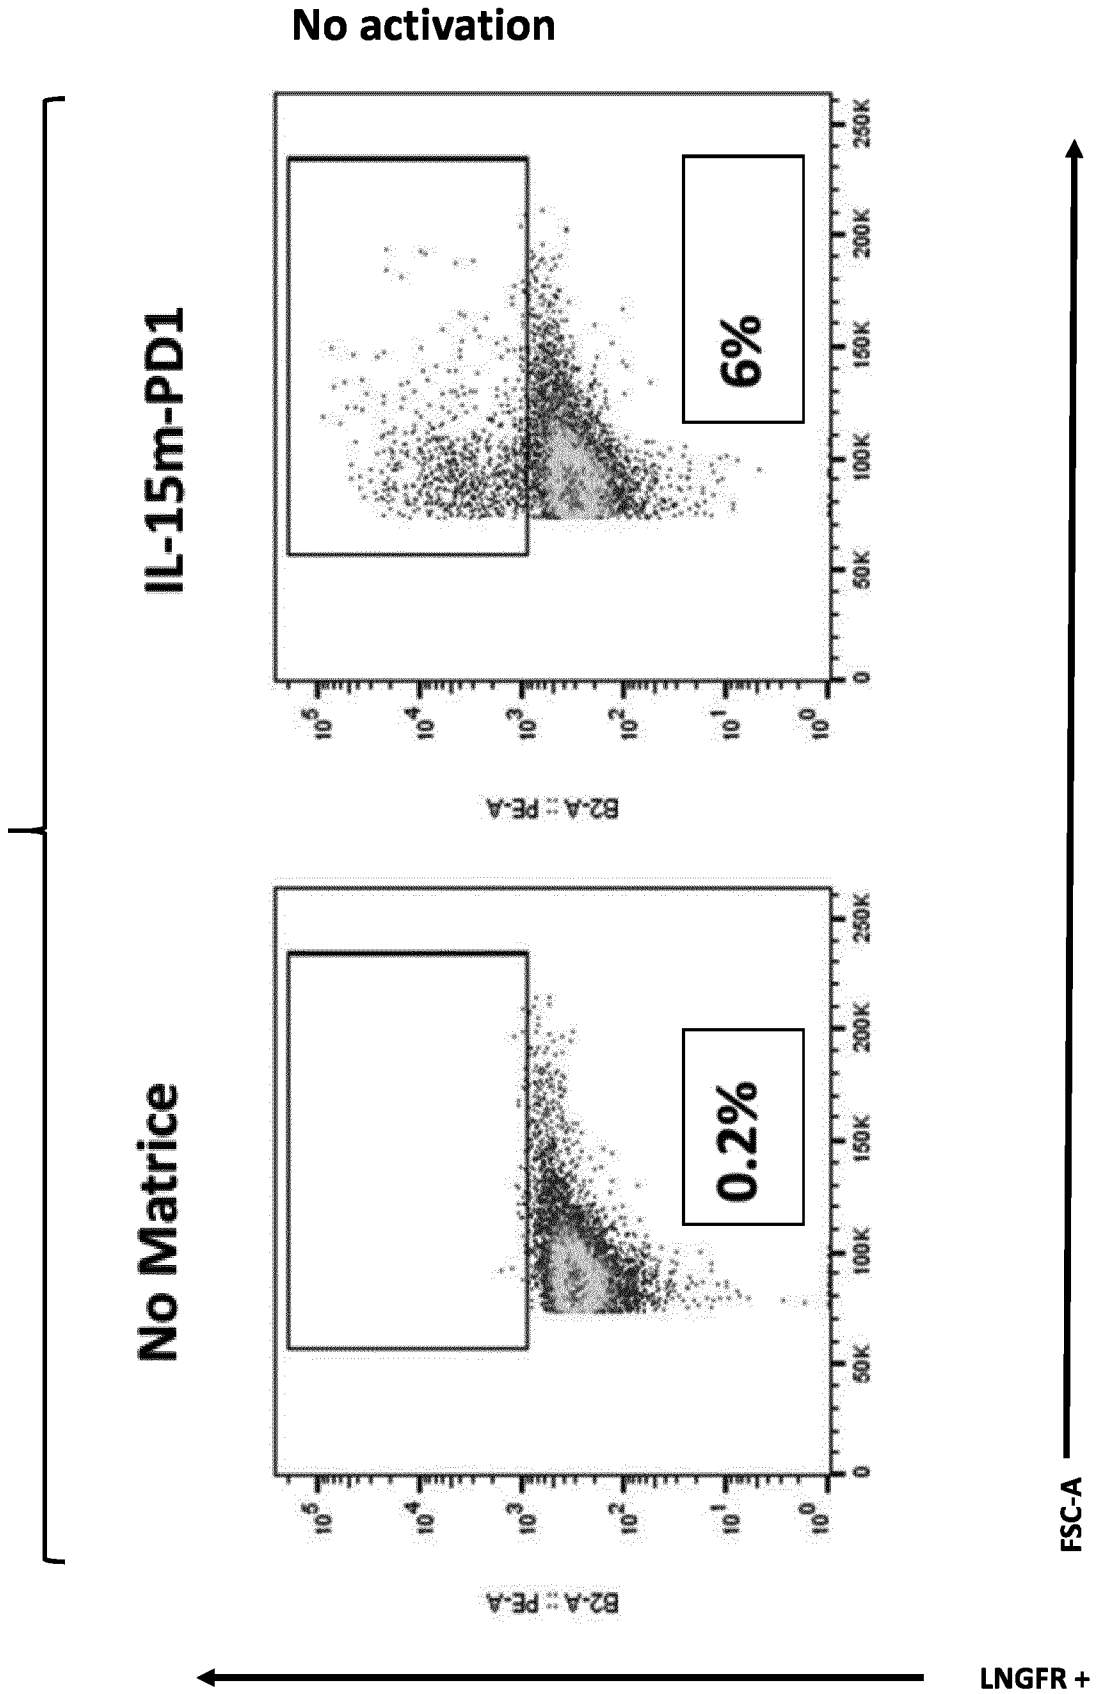 No activation
No Matrice
IL-15m-PD1
B2-A :: PE-A
10^5
10^4
10^3
10^2
10^1
10^0
0.2%
0
50K
100K
150K
200K
250K
B2-A :: PE-A
10^5
10^4
10^3
10^2
10^1
10^0
6%
0
50K
100K
150K
200K
250K
LNGFR +
FSC-A